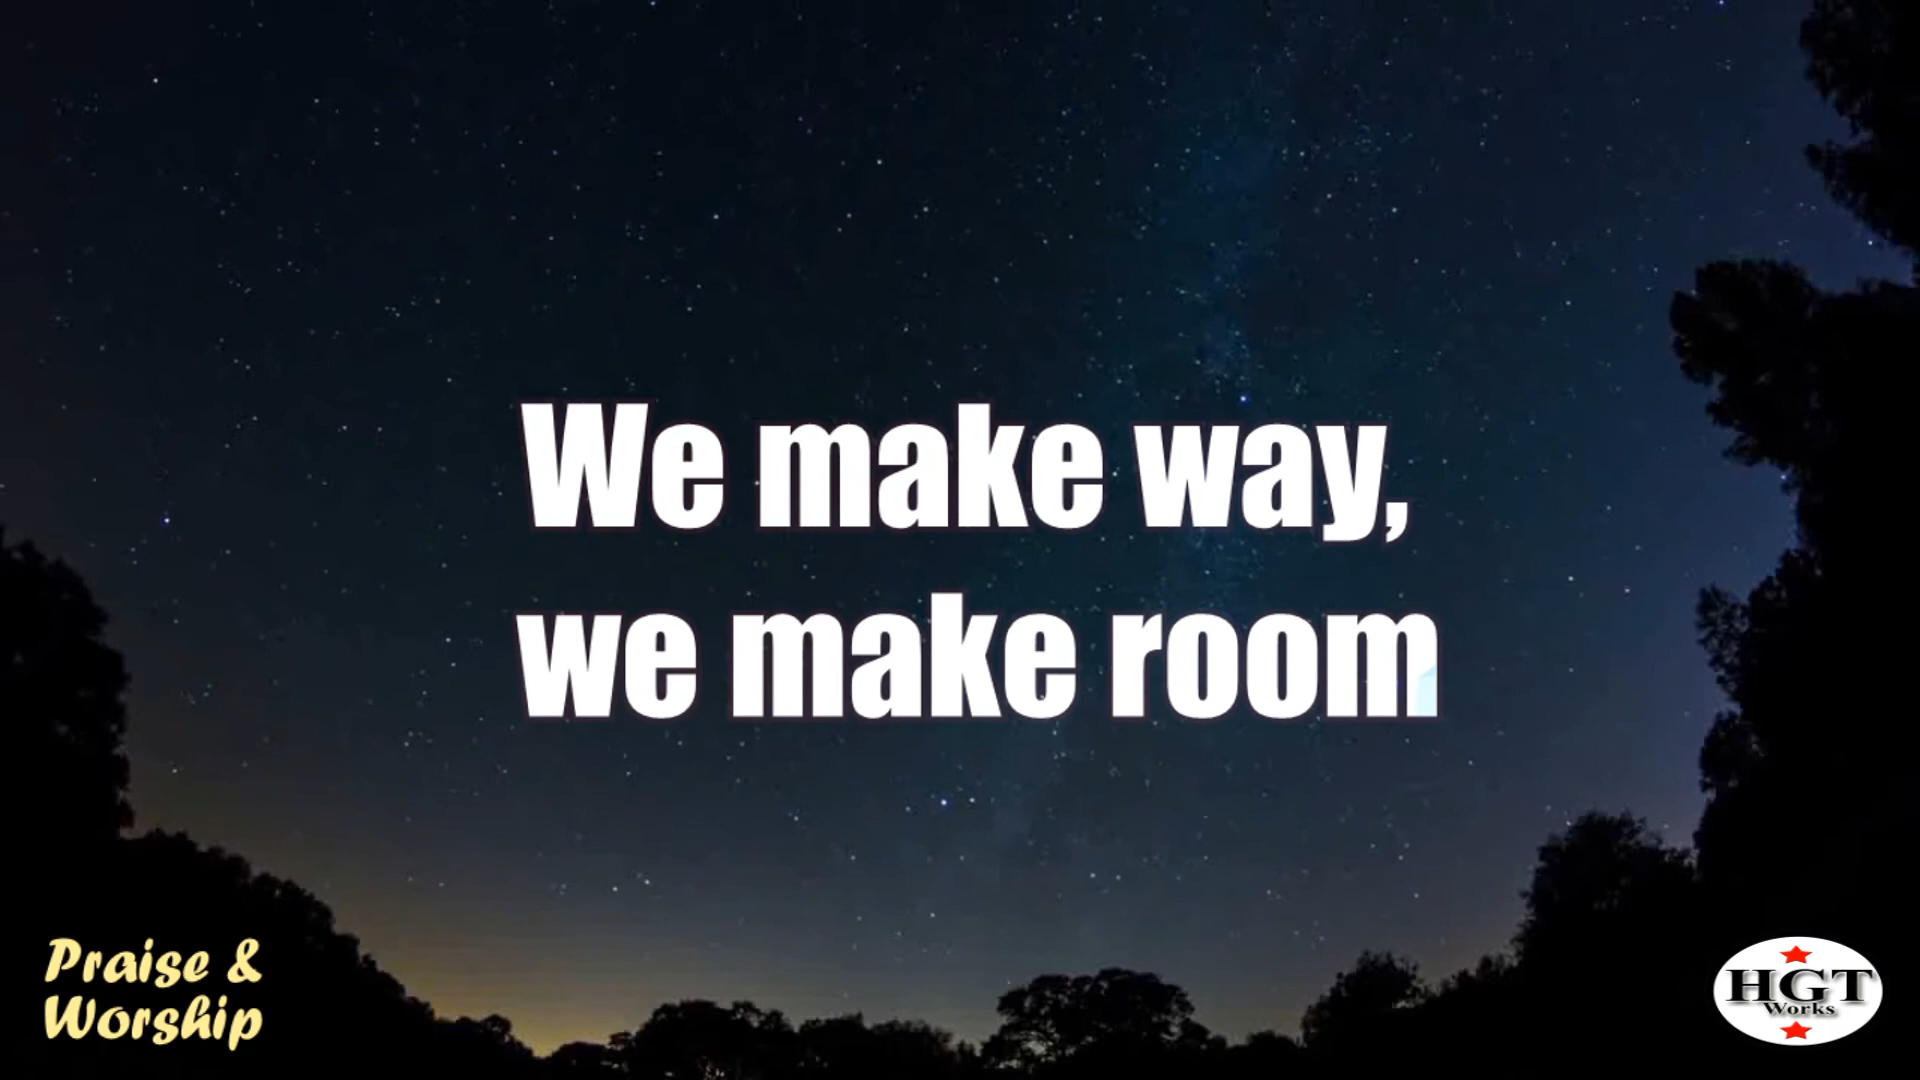 We make way,
we make room
Praise &
Worship
HGT
Works